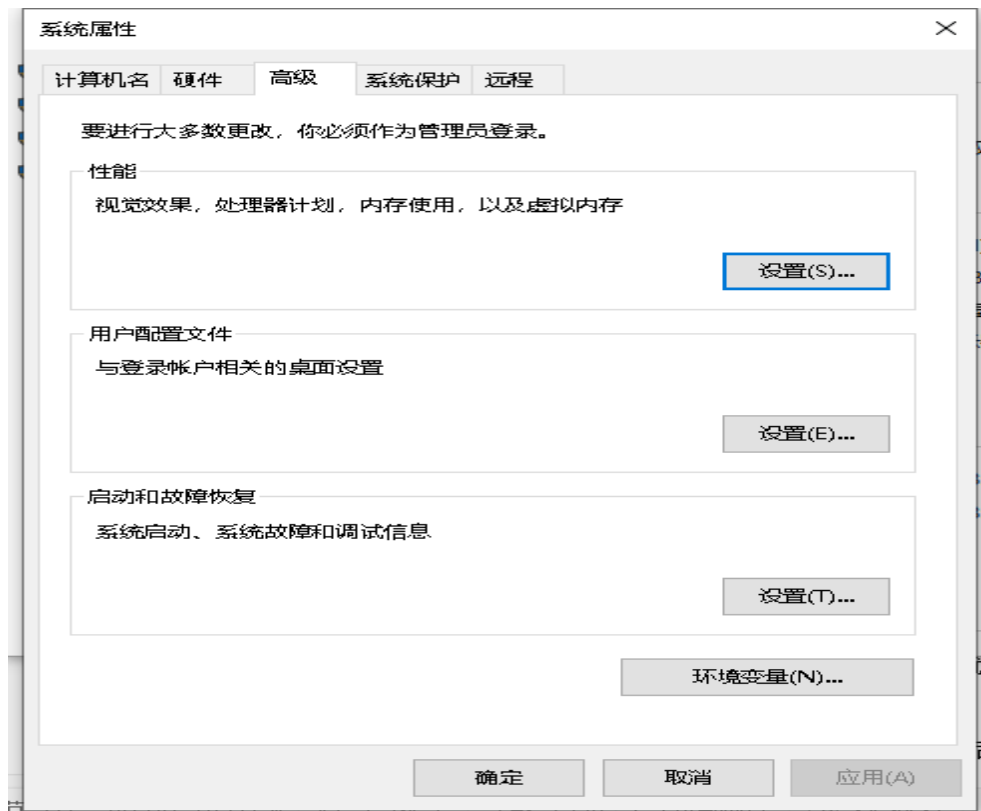 系统属性
计算机名 硬件 高级 系统保护 远程
要进行大多数更改，你必须作为管理员登录。
性能
视觉效果，处理器计划，内存使用，以及虚拟内存
设置(S)...
用户配置文件
与登录帐户相关的桌面设置
设置(E)...
启动和故障恢复
系统启动、系统故障和调试信息
设置(T)...
环境变量(N)...
确定 取消 应用(A)